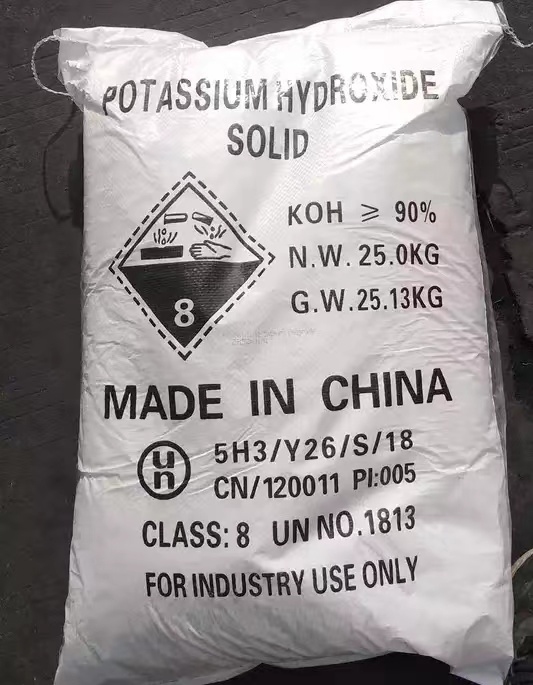 POTASSIUM HYDROXIDE
SOLID
KOH ≥ 90%
N.W. 25.0KG
G.W. 25.13KG
8
MADE IN CHINA
un
5H3/Y26/S/18
CN/120011 PI:005
CLASS: 8 UN NO.1813
FOR INDUSTRY USE ONLY